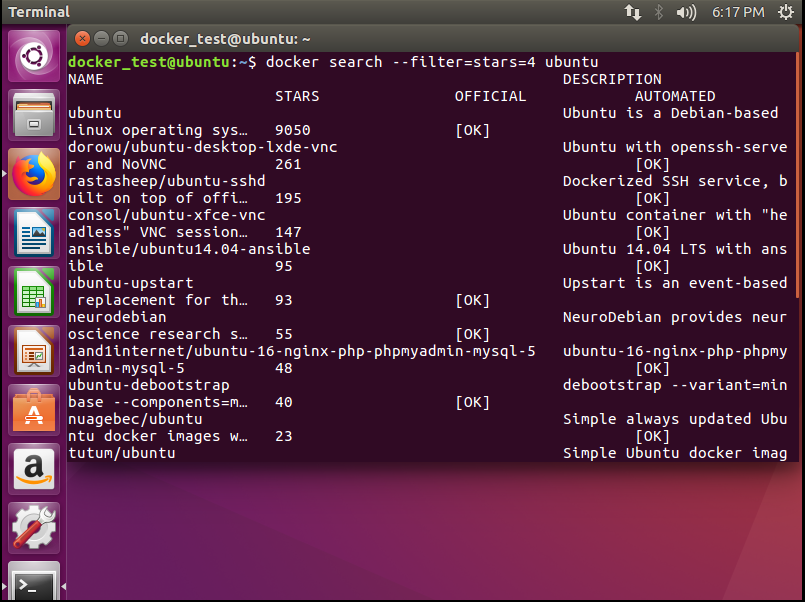 Terminal
6:17 PM
docker_test@ubuntu: ~
docker_test@ubuntu:~$ docker search --filter=stars=4 ubuntu
NAME DESCRIPTION
STARS OFFICIAL AUTOMATED
ubuntu Ubuntu is a Debian-based
Linux operating sys… 9050 [OK]
dorowu/ubuntu-desktop-lxde-vnc Ubuntu with openssh-serve
r and NoVNC 261 [OK]
rastasheep/ubuntu-sshd Dockerized SSH service, b
uilt on top of offi… 195 [OK]
consol/ubuntu-xfce-vnc Ubuntu container with "he
adless" VNC session… 147 [OK]
ansible/ubuntu14.04-ansible Ubuntu 14.04 LTS with ans
ible 95 [OK]
ubuntu-upstart Upstart is an event-based
replacement for th… 93 [OK]
neurodebian NeuroDebian provides neur
oscience research s… 55 [OK]
1and1internet/ubuntu-16-nginx-php-phpmyadmin-mysql-5 ubuntu-16-nginx-php-phpmy
admin-mysql-5 48 [OK]
ubuntu-debootstrap debootstrap --variant=min
base --components=m… 40 [OK]
nuagebec/ubuntu Simple always updated Ubu
ntu docker images w… 23 [OK]
tutum/ubuntu Simple Ubuntu docker imag